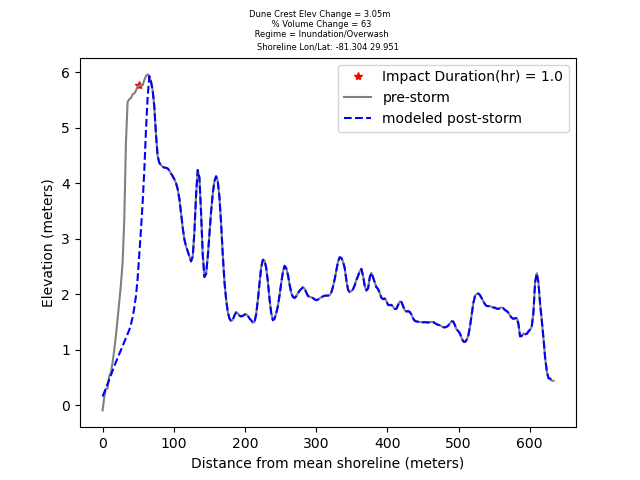 Dune Crest Elev Change = 3.05m
% Volume Change = 63
Regime = Inundation/Overwash
Shoreline Lon/Lat: -81.304 29.951
Impact Duration(hr) = 1.0
pre-storm
modeled post-storm
Elevation (meters)
6
5
4
3
2
1
0
0 100 200 300 400 500 600
Distance from mean shoreline (meters)